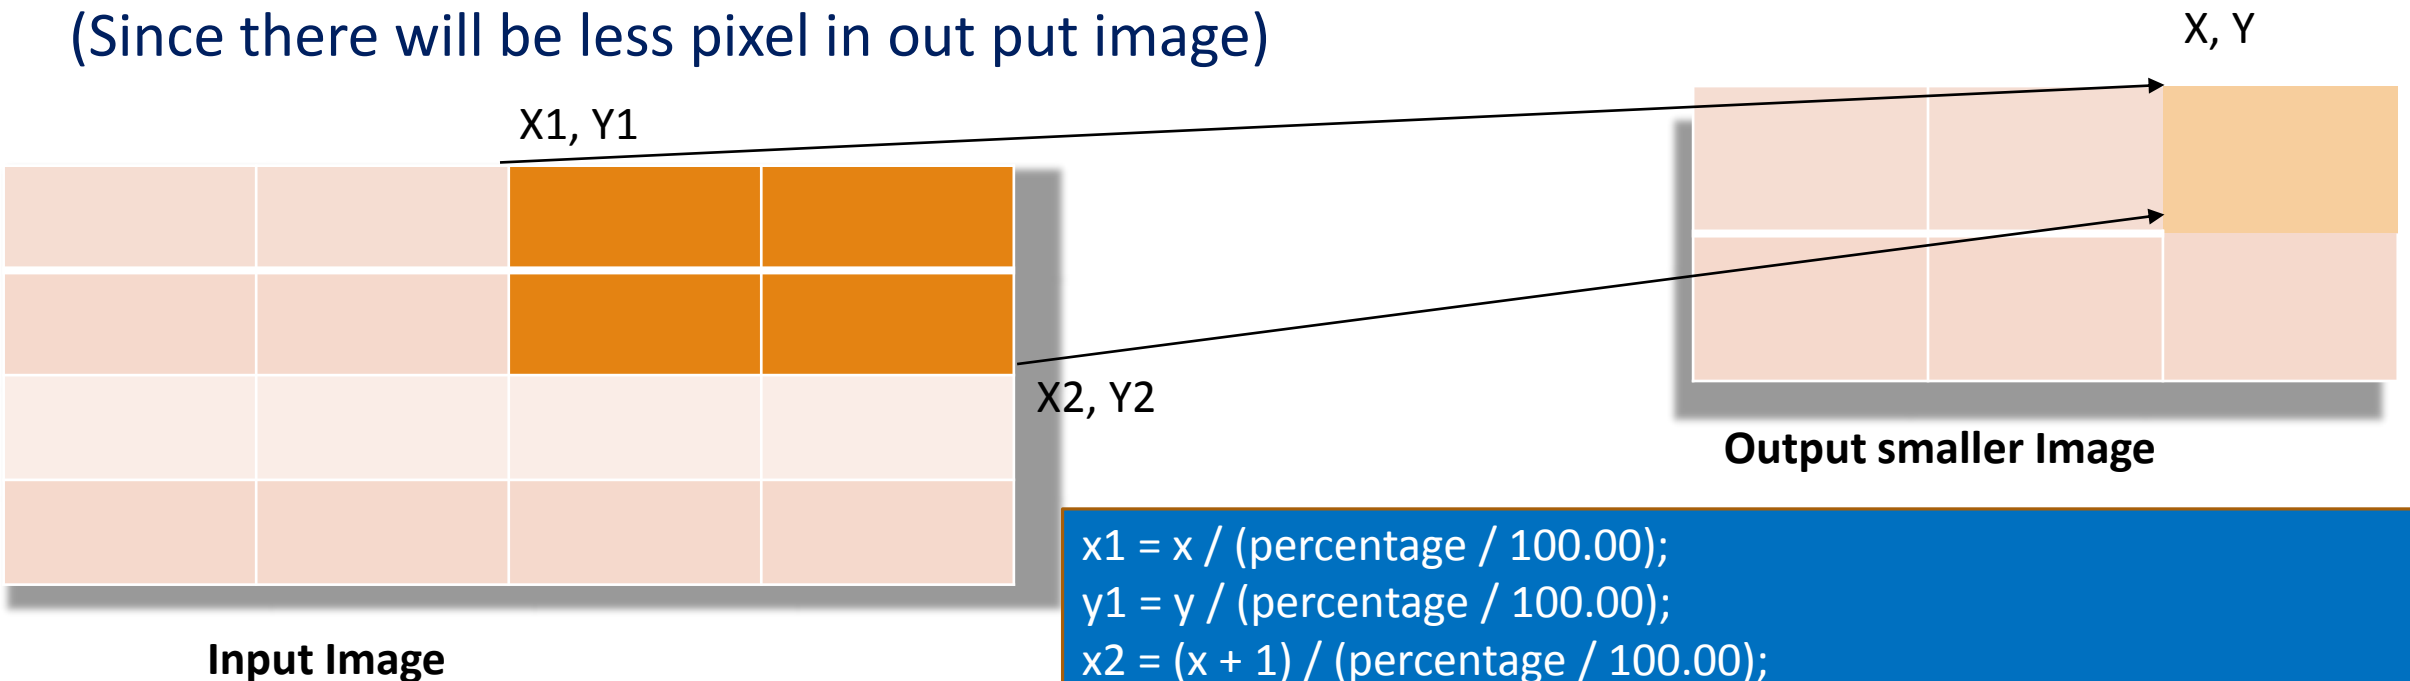 (Since there will be less pixel in out put image)
X, Y
X1, Y1
X2, Y2
Output smaller Image
x1 = x / (percentage / 100.00);
y1 = y / (percentage / 100.00);
x2 = (x + 1) / (percentage / 100.00);
Input Image